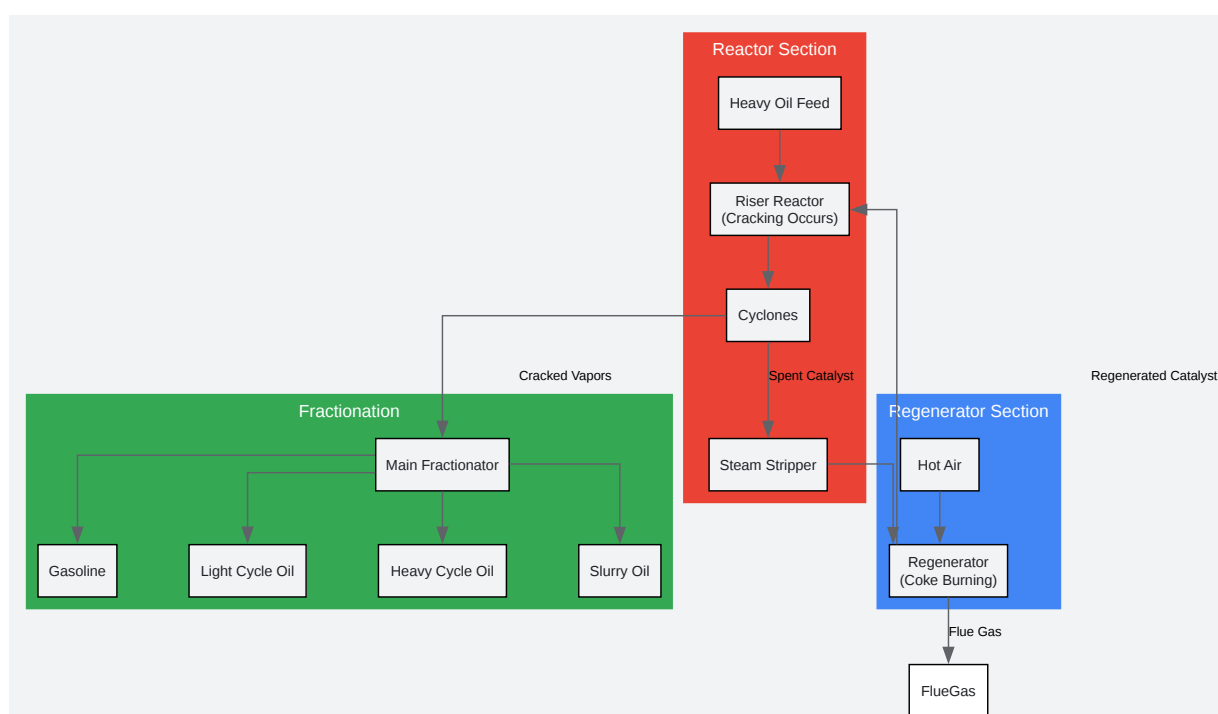 Reactor Section
Heavy Oil Feed
Riser Reactor
(Cracking Occurs)
Cyclones
Cracked Vapors
Spent Catalyst
Regenerated Catalyst
Fractionation
Regenerator Section
Main Fractionator
Steam Stripper
Hot Air
Gasoline
Light Cycle Oil
Heavy Cycle Oil
Slurry Oil
Regenerator
(Coke Burning)
Flue Gas
FlueGas